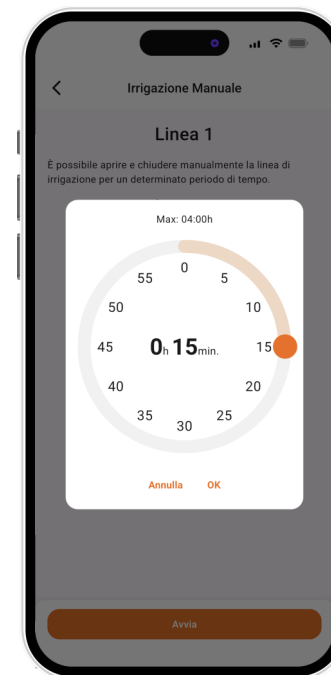 Irrigazione Manuale
Linea 1
È possibile aprire e chiudere manualmente la linea di
irrigazione per un determinato periodo di tempo.
Max: 04:00h
0
55 5
50 10
45 0h 15min. 15
40 20
35 25
30
Annulla OK
Avvia